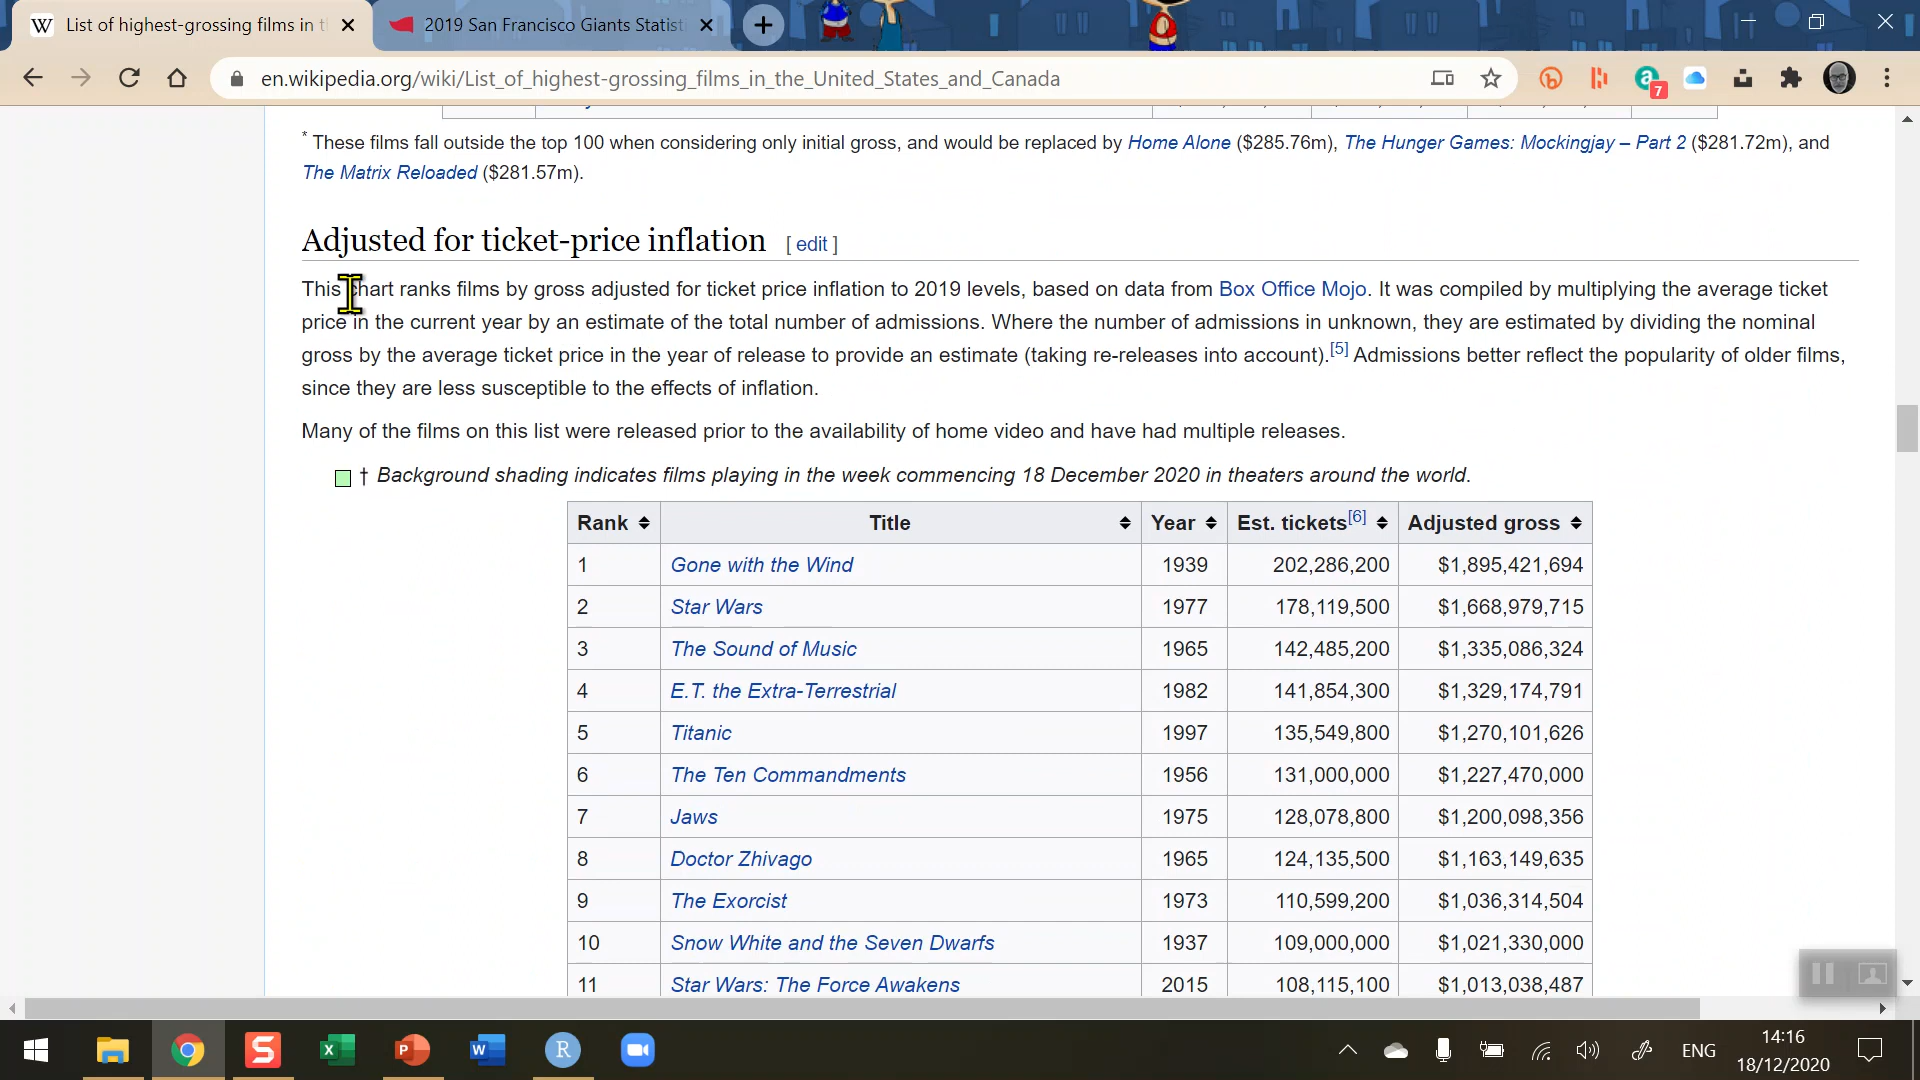 W List of highest-grossing films in t
2019 San Francisco Giants Statisti
en.wikipedia.org/wiki/List_of_highest-grossing_films_in_the_United_States_and_Canada
7
* These films fall outside the top 100 when considering only initial gross, and would be replaced by Home Alone ($285.76m), The Hunger Games: Mockingjay – Part 2 ($281.72m), and
The Matrix Reloaded ($281.57m).
Adjusted for ticket-price inflation [ edit ]
This chart ranks films by gross adjusted for ticket price inflation to 2019 levels, based on data from Box Office Mojo. It was compiled by multiplying the average ticket
price in the current year by an estimate of the total number of admissions. Where the number of admissions in unknown, they are estimated by dividing the nominal
gross by the average ticket price in the year of release to provide an estimate (taking re-releases into account).[5] Admissions better reflect the popularity of older films,
since they are less susceptible to the effects of inflation.
Many of the films on this list were released prior to the availability of home video and have had multiple releases.
† Background shading indicates films playing in the week commencing 18 December 2020 in theaters around the world.
Rank Title Year Est. tickets[6] Adjusted gross
1 Gone with the Wind 1939 202,286,200 $1,895,421,694
2 Star Wars 1977 178,119,500 $1,668,979,715
3 The Sound of Music 1965 142,485,200 $1,335,086,324
4 E.T. the Extra-Terrestrial 1982 141,854,300 $1,329,174,791
5 Titanic 1997 135,549,800 $1,270,101,626
6 The Ten Commandments 1956 131,000,000 $1,227,470,000
7 Jaws 1975 128,078,800 $1,200,098,356
8 Doctor Zhivago 1965 124,135,500 $1,163,149,635
9 The Exorcist 1973 110,599,200 $1,036,314,504
10 Snow White and the Seven Dwarfs 1937 109,000,000 $1,021,330,000
11 Star Wars: The Force Awakens 2015 108,115,100 $1,013,038,487
ENG
14:16
18/12/2020